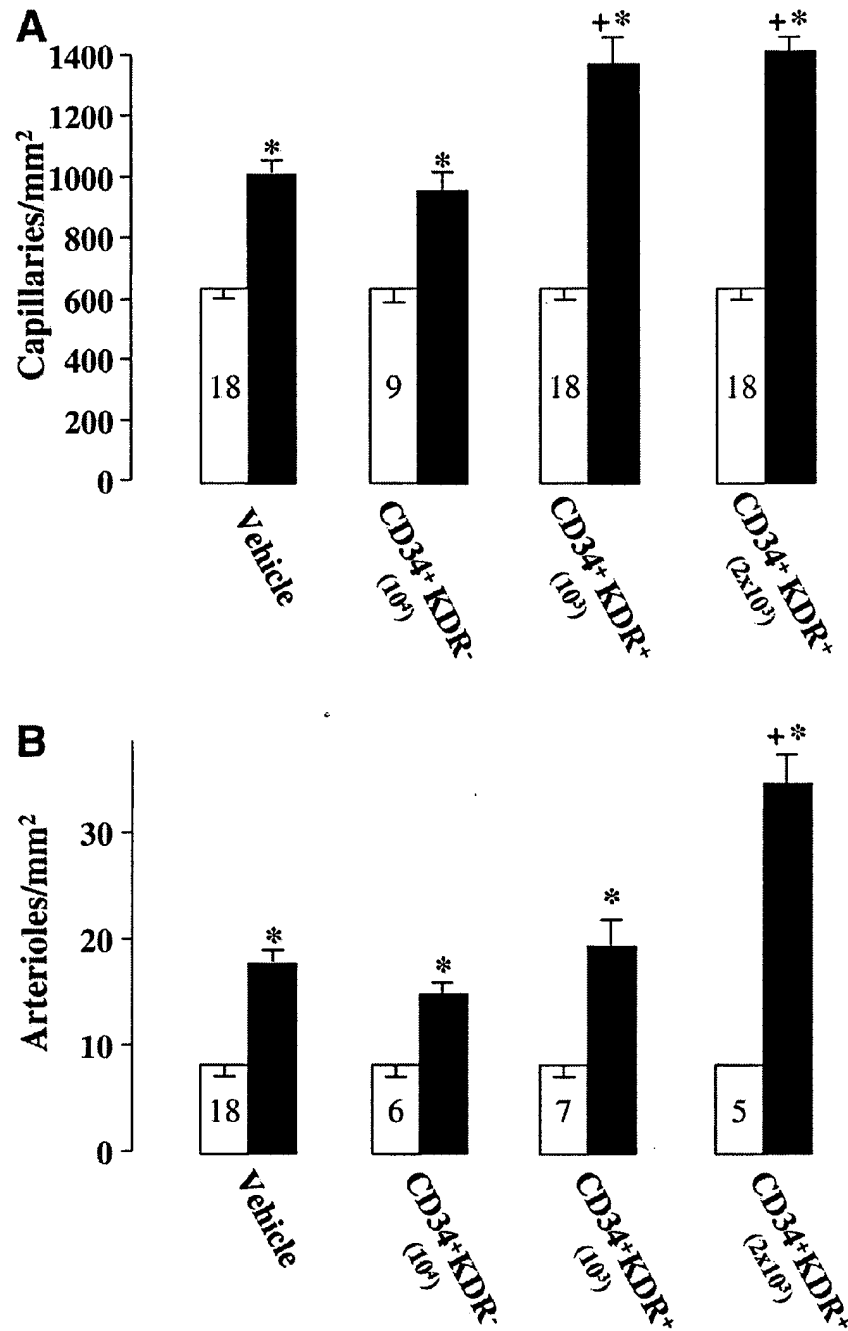 A
Capillaries/mm²
1400
1200
1000
800
600
400
200
0
* * +* +*
18 9 18 18
Vehicle
CD34⁺ KDR⁻
(10⁴)
CD34⁺ KDR⁺
(10³)
CD34⁺ KDR⁺
(2x10³)
B
Arterioles/mm²
30
20
10
0
* * * +*
18 6 7 5
Vehicle
CD34⁺KDR⁻
(10⁴)
CD34⁺KDR⁺
(10³)
CD34⁺KDR⁺
(2x10³)